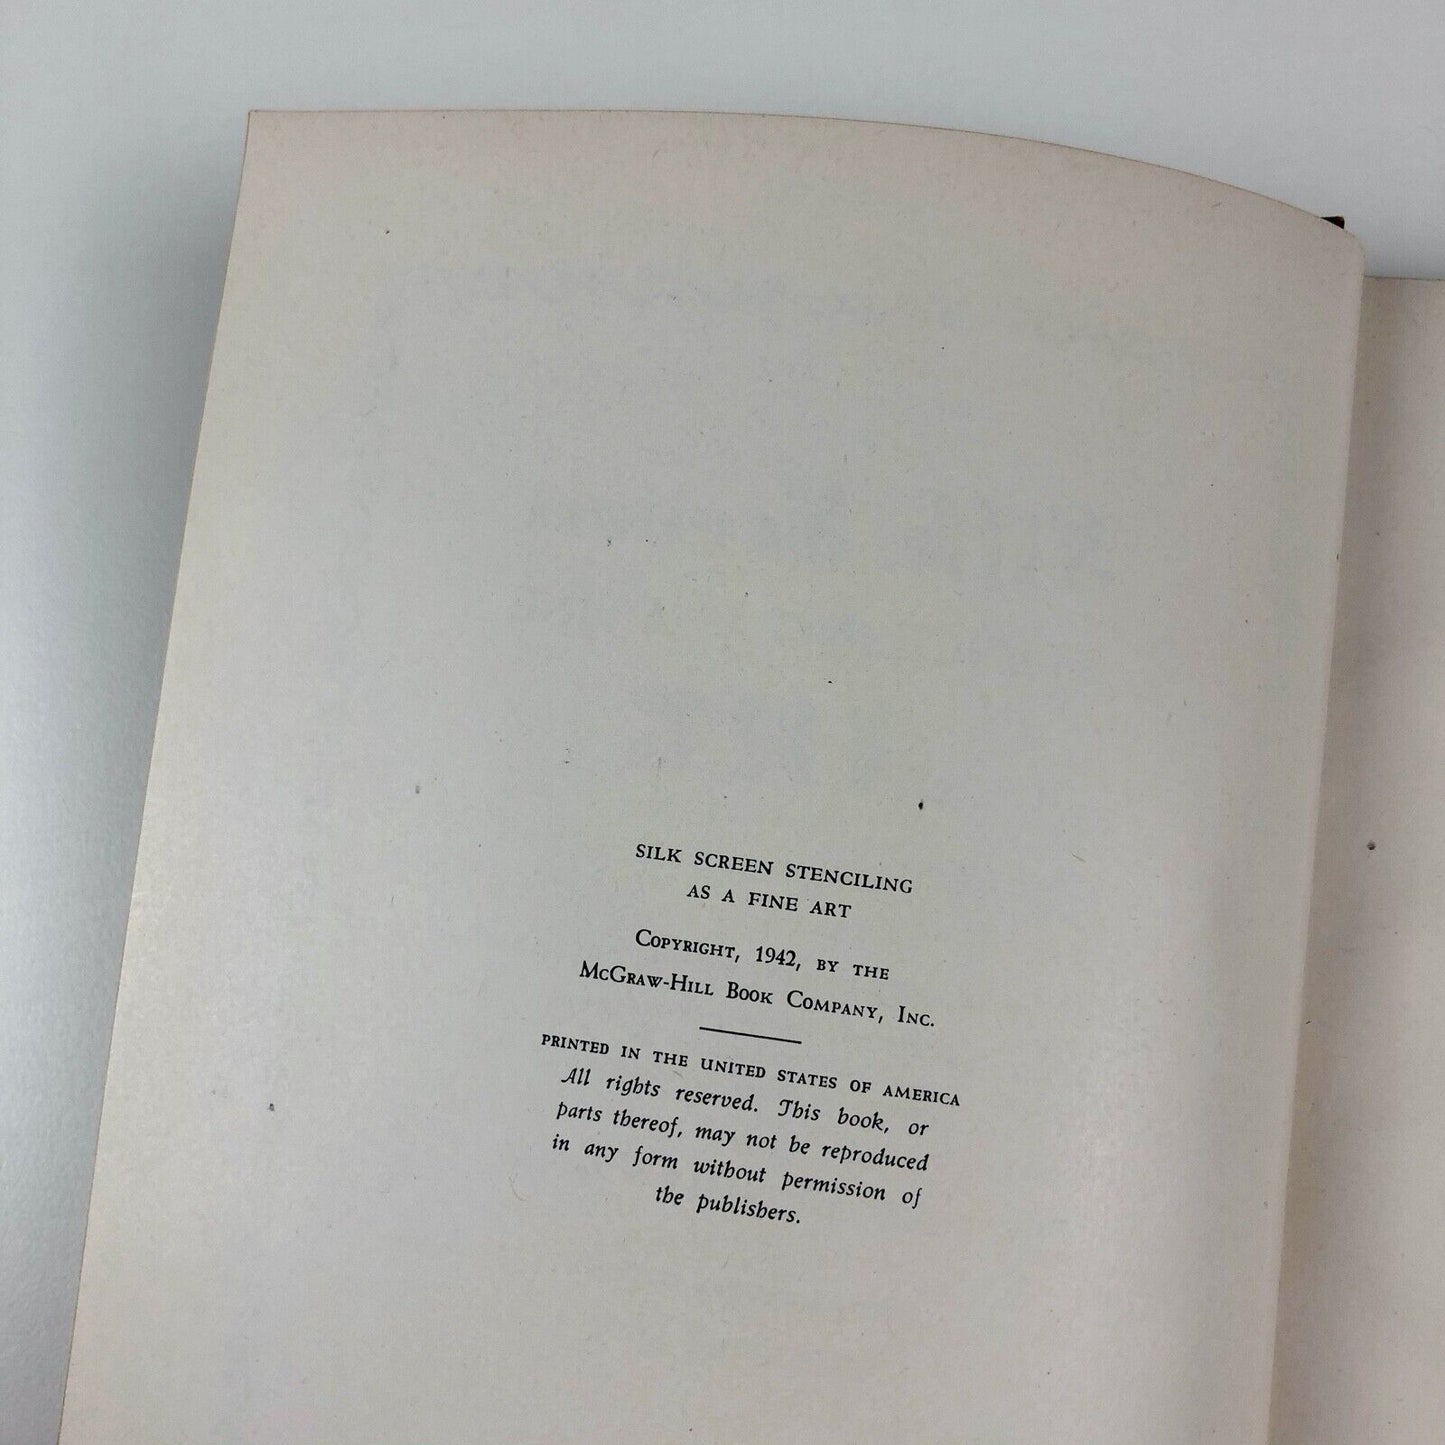 SILK SCREEN STENCILING
AS A FINE ART
COPYRIGHT, 1942, BY THE
MCGRAW-HILL BOOK COMPANY, INC.
PRINTED IN THE UNITED STATES OF AMERICA
All rights reserved. This book, or
parts thereof, may not be reproduced
in any form without permission of
the publishers.